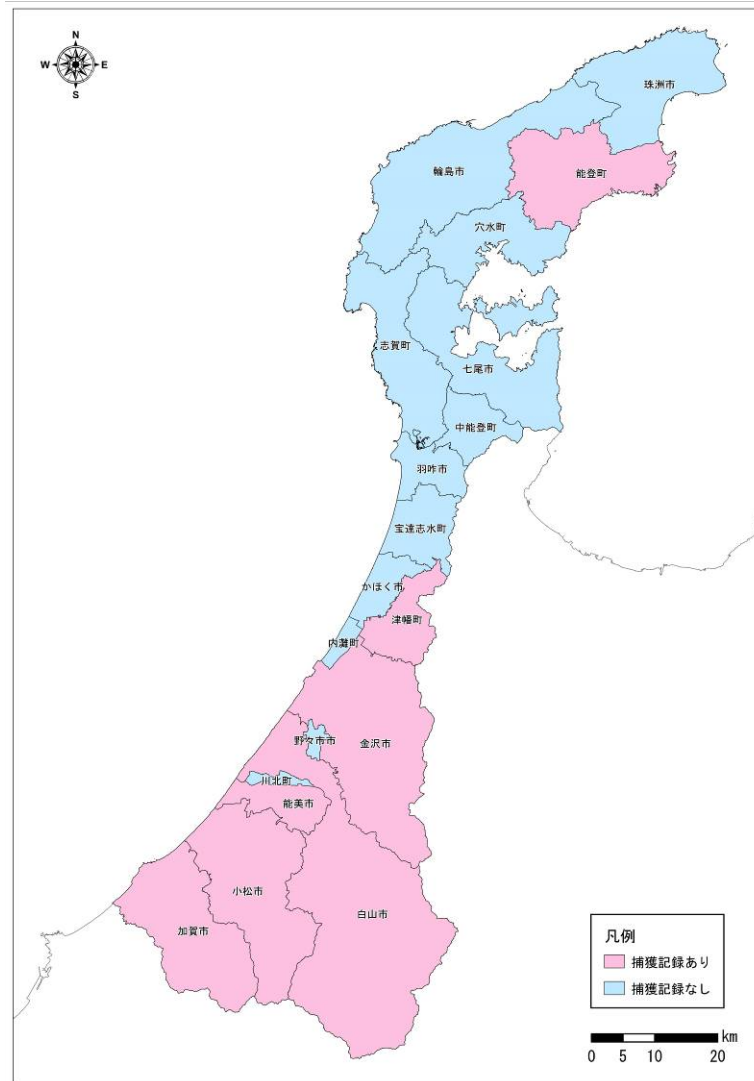 N
W E
S
珠洲市
輪島市
能登町
穴水町
志賀町
七尾市
中能登町
羽咋市
宝達志水町
かほく市
津幡町
内灘町
野々市市
金沢市
川北町
能美市
小松市
白山市
加賀市
凡例
捕獲記録あり
捕獲記録なし
km
0 5 10 20